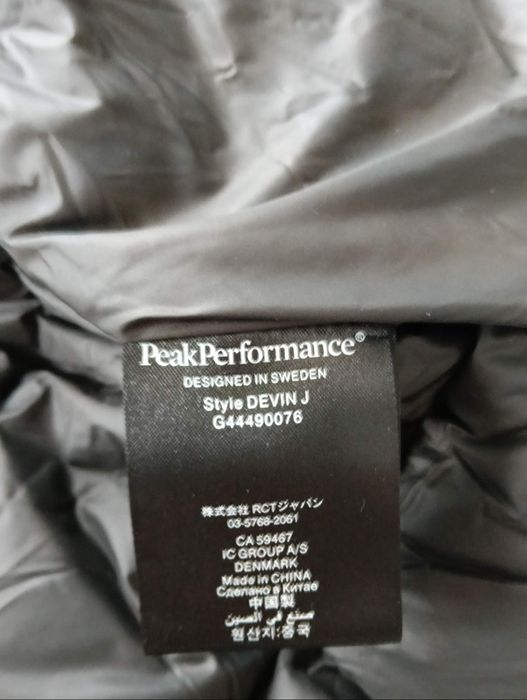 PeakPerformance®
DESIGNED IN SWEDEN
Style DEVIN J
G44490076
株式会社 RCTジャパン
03-5768-2061
CA 59467
IC GROUP A/S
DENMARK
Made in CHINA
Сделано в Китае
中国製
صنع في الصين
원산지:중국